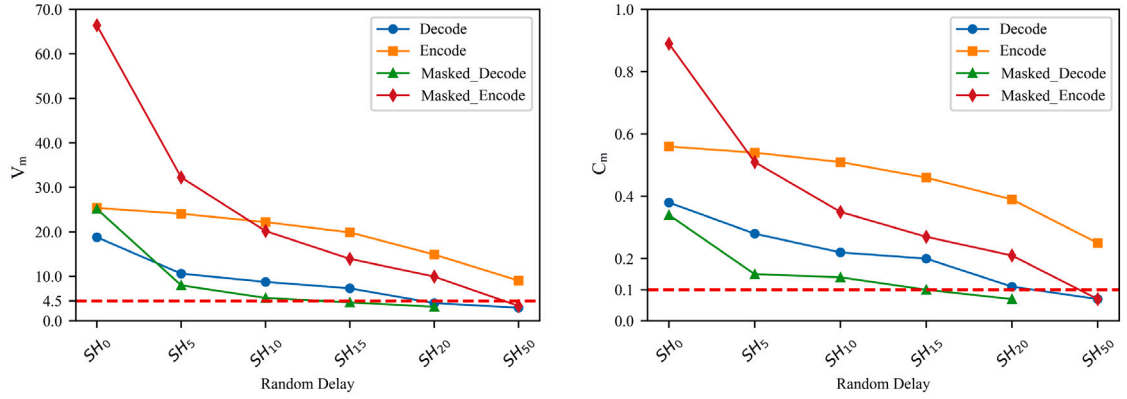 70.0
60.0
50.0
40.0
30.0
20.0
10.0
4.5
0.0
Vₘ
Decode
Encode
Masked_Decode
Masked_Encode
SH₀ SH₅ SH₁₀ SH₁₅ SH₂₀ SH₅₀
Random Delay
1.0
0.8
0.6
0.4
0.2
0.1
0.0
Cₘ
Decode
Encode
Masked_Decode
Masked_Encode
SH₀ SH₅ SH₁₀ SH₁₅ SH₂₀ SH₅₀
Random Delay